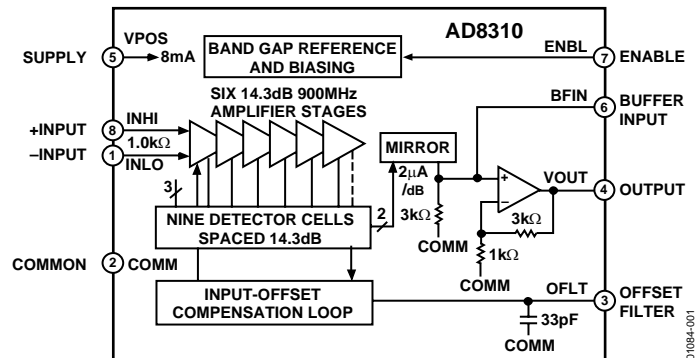 AD8310
SUPPLY
5
VPOS
8mA
BAND GAP REFERENCE
AND BIASING
ENBL
7
ENABLE
SIX 14.3dB 900MHz
AMPLIFIER STAGES
BFIN
6
BUFFER
INPUT
+INPUT
8
INHI
1.0kΩ
–INPUT
1
INLO
MIRROR
2μA
/dB
3
3kΩ
COMM
2
+
–
VOUT
4
OUTPUT
3kΩ
1kΩ
COMM
NINE DETECTOR CELLS
SPACED 14.3dB
COMMON
2
COMM
INPUT-OFFSET
COMPENSATION LOOP
OFLT
3
OFFSET
FILTER
33pF
COMM
01084-001